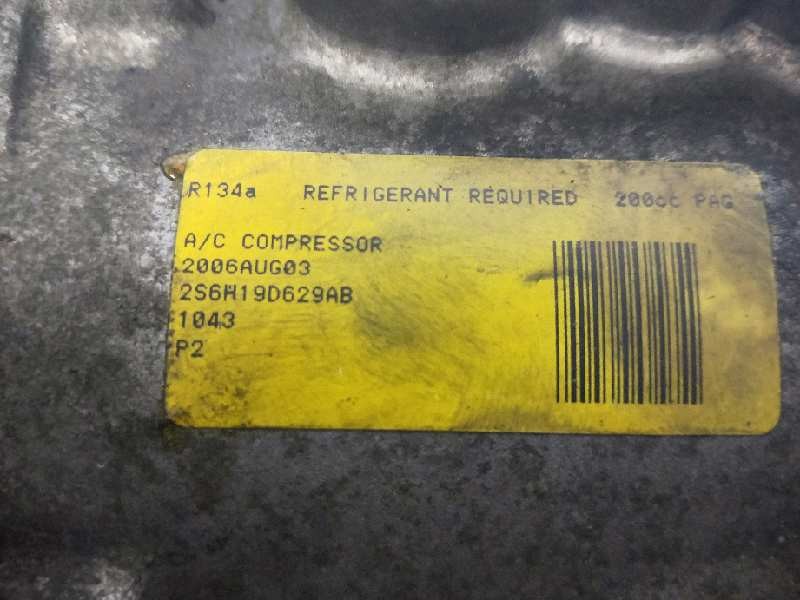 R134a REFRIGERANT REQUIRED 200cc PAG
A/C COMPRESSOR
2006AUG03
2S6H19D629AB
1043
P2